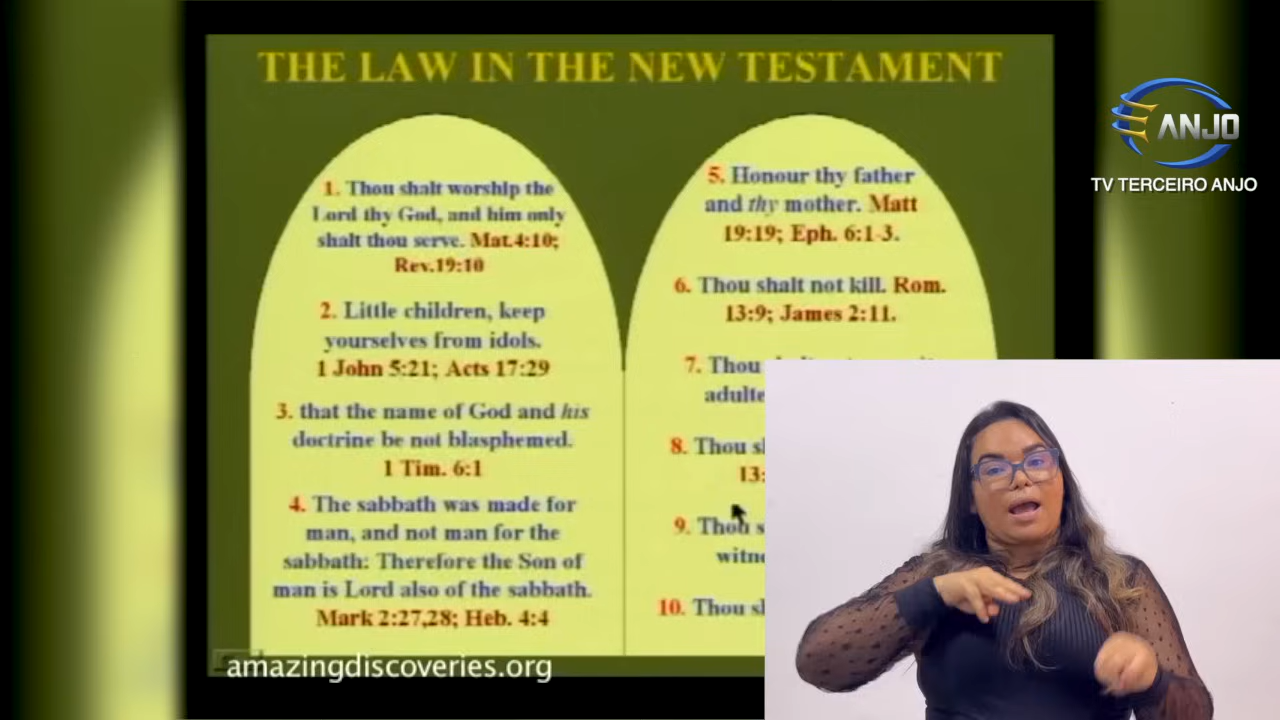 THE LAW IN THE NEW TESTAMENT
1. Thou shalt worship the
Lord thy God, and him only
shalt thou serve. Mat.4:10;
Rev.19:10
2. Little children, keep
yourselves from idols.
1 John 5:21; Acts 17:29
3. that the name of God and his
doctrine be not blasphemed.
1 Tim. 6:1
4. The sabbath was made for
man, and not man for the
sabbath: Therefore the Son of
man is Lord also of the sabbath.
Mark 2:27,28; Heb. 4:4
5. Honour thy father
and thy mother. Matt
19:19; Eph. 6:1-3.
6. Thou shalt not kill. Rom.
13:9; James 2:11.
7. Thou
8. Thou
13:
9. Thou
10. Thou
amazingdiscoveries.org
ANJO
TV TERCEIRO ANJO